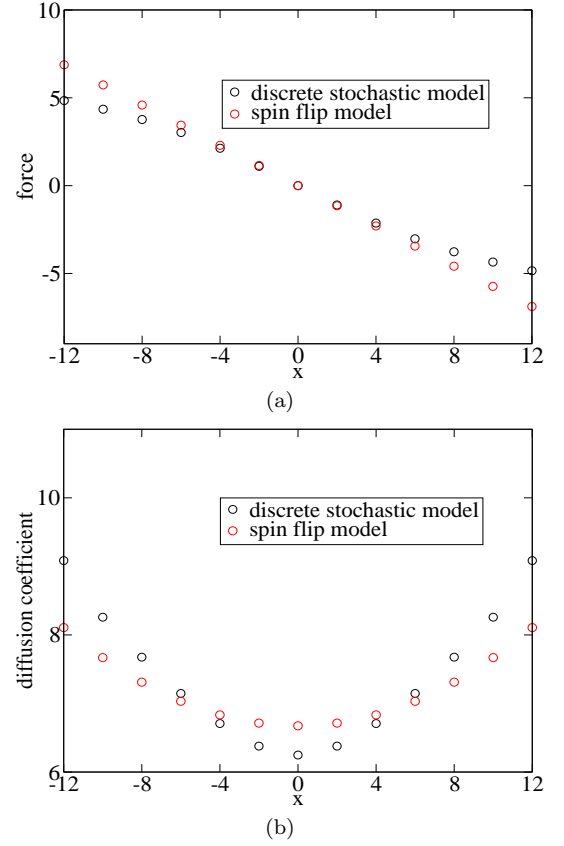 10
5
0
-5
force
discrete stochastic model
spin flip model
-12 -8 -4 0 4 8 12
x
(a)
10
8
6
diffusion coefficient
discrete stochastic model
spin flip model
-12 -8 -4 0 4 8 12
x
(b)